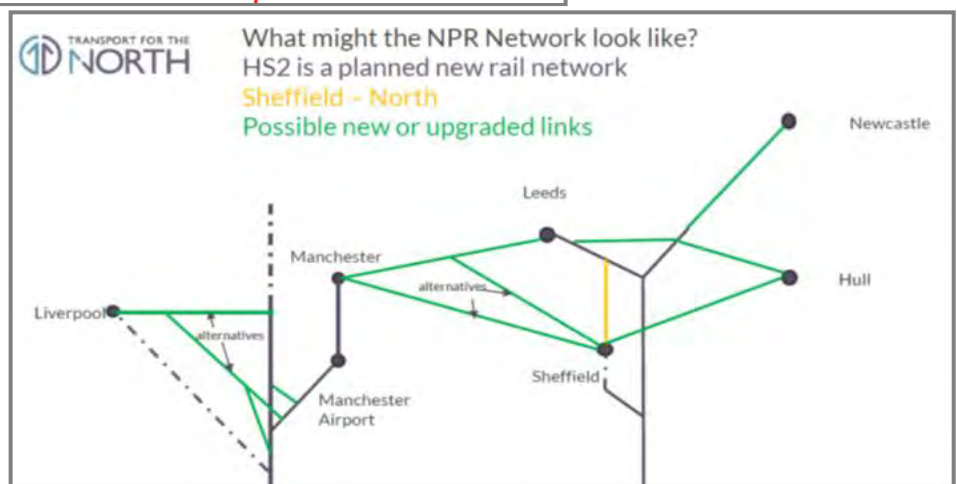 TRANSPORT FOR THE
NORTH
What might the NPR Network look like?
HS2 is a planned new rail network
Sheffield - North
Possible new or upgraded links
Newcastle
Leeds
Manchester
alternatives
Hull
Liverpool
alternatives
Sheffield
Manchester
Airport